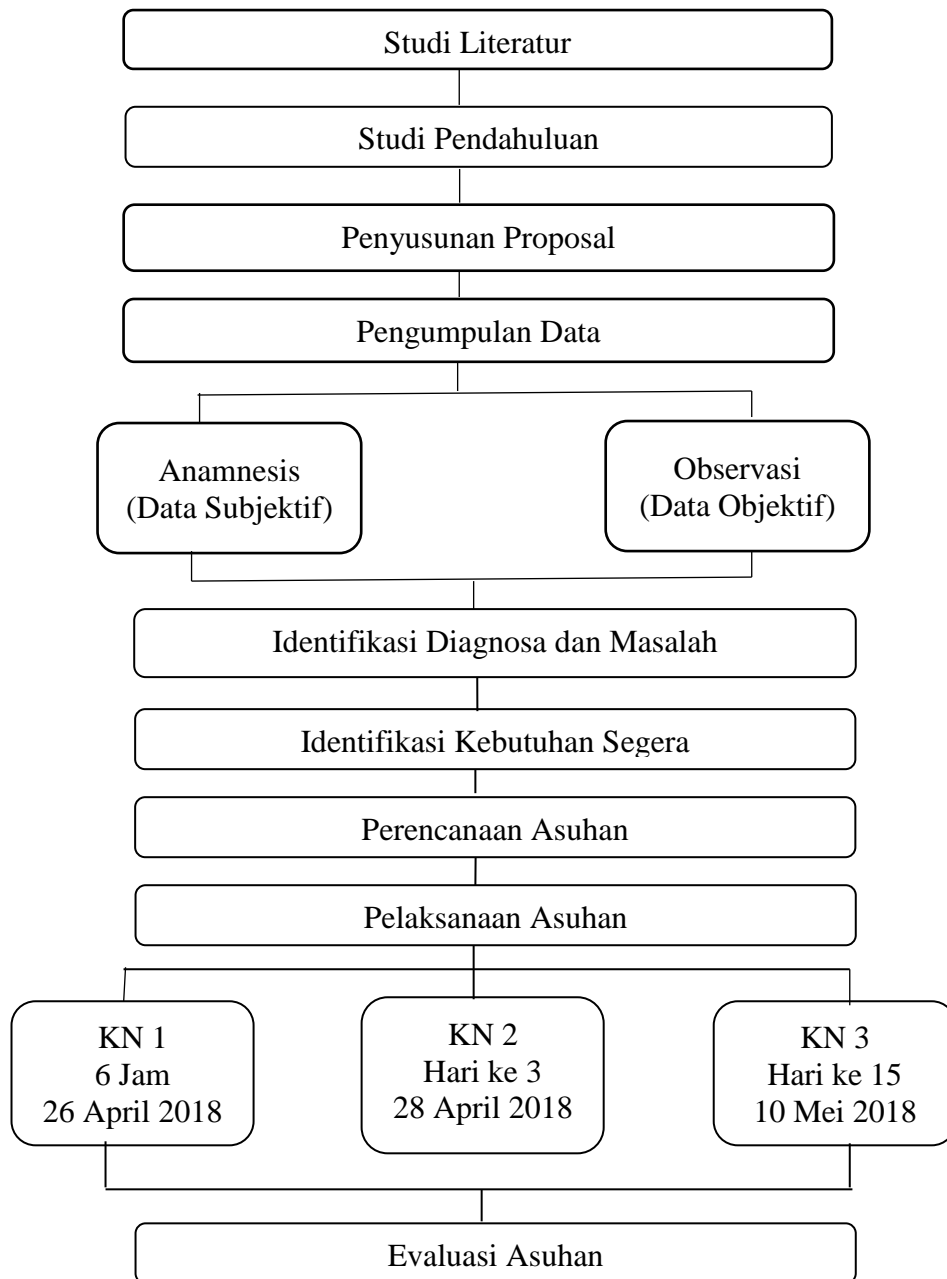 Studi Literatur
Studi Pendahuluan
Penyusunan Proposal
Pengumpulan Data
Anamnesis
(Data Subjektif)
Observasi
(Data Objektif)
Identifikasi Diagnosa dan Masalah
Identifikasi Kebutuhan Segera
Perencanaan Asuhan
Pelaksanaan Asuhan
KN 1
6 Jam
26 April 2018
KN 2
Hari ke 3
28 April 2018
KN 3
Hari ke 15
10 Mei 2018
Evaluasi Asuhan